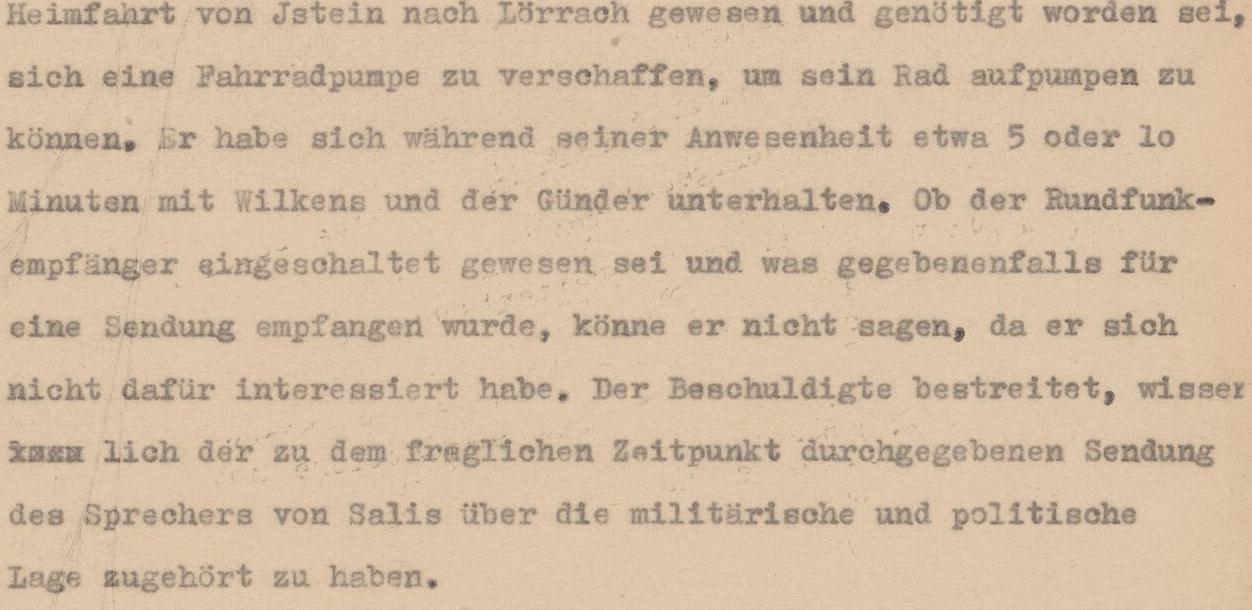 Heimfahrt von Jstein nach Lörrach gewesen und genötigt worden sei,
sich eine Fahrradpumpe zu verschaffen, um sein Rad aufpumpen zu
können. Er habe sich während seiner Anwesenheit etwa 5 oder lo
Minuten mit Wilkens und der Günder unterhalten. Ob der Rundfunk-
empfänger eingeschaltet gewesen sei und was gegebenenfalls für
eine Sendung empfangen wurde, könne er nicht sagen, da er sich
nicht dafür interessiert habe. Der Beschuldigte bestreitet, wissen
lich der zu dem fraglichen Zeitpunkt durchgegebenen Sendung
des Sprechers von Salis über die militärische und politische
Lage zugehört zu haben.